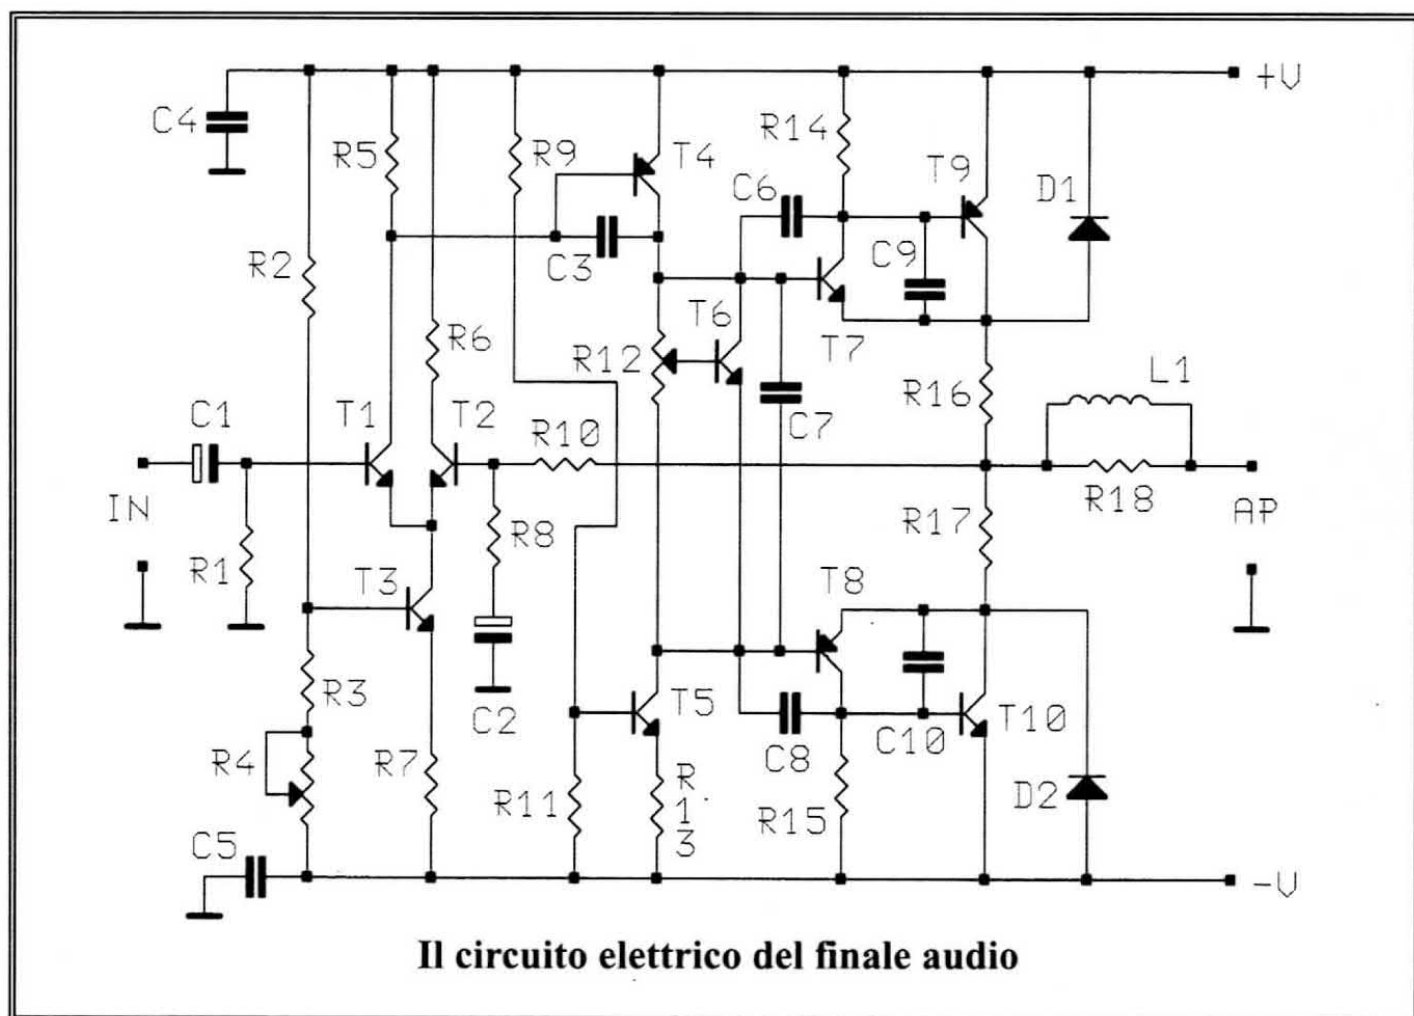 +V
C4
R14
R5
R9
T4
T9
C6
D1
C3
C9
R2
T6
R6
R12
T7
L1
C1
T1
T2
R10
C7
R16
IN
R8
R17
R18
AP
R1
T3
T8
R3
C2
T5
T10
R4
R7
C8
C10
R11
R
1
3
R15
D2
C5
-V
Il circuito elettrico del finale audio